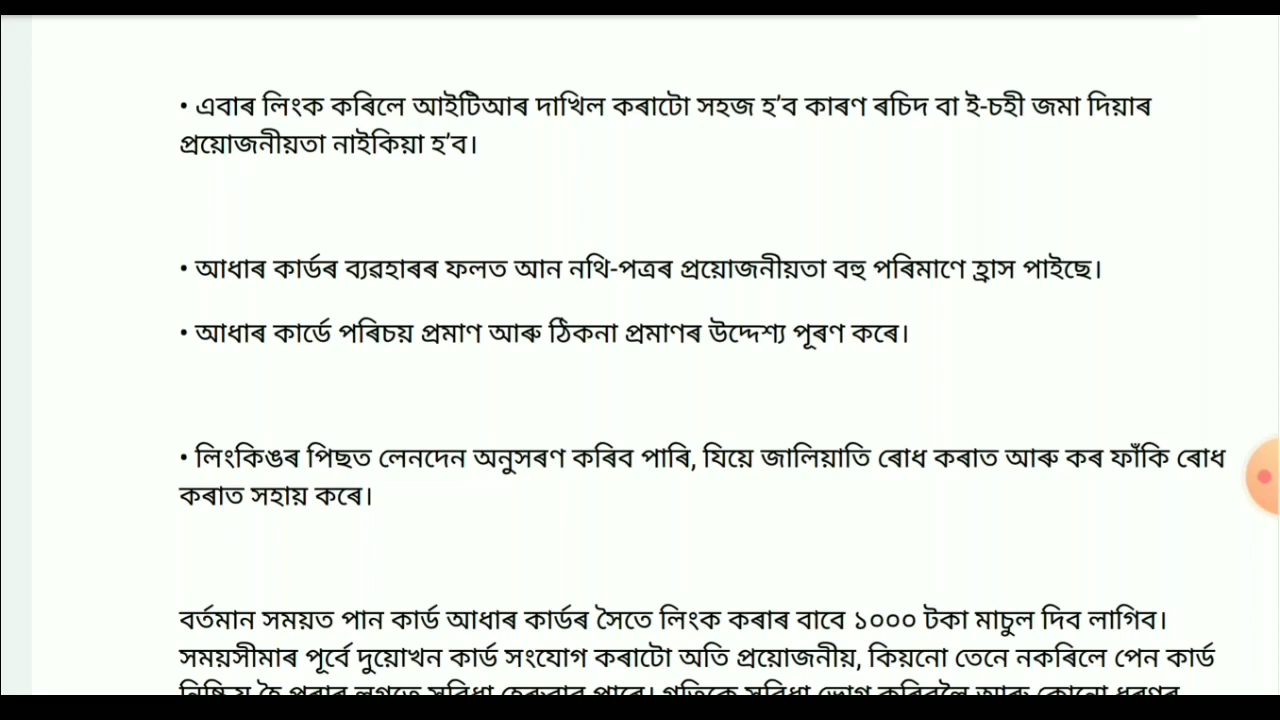 • এবাৰ লিংক কৰিলে আইটিআৰ দাখিল কৰাটো সহজ হ'ব কাৰণ ৰচিদ বা ই-চহী জমা দিয়াৰ
প্ৰয়োজনীয়তা নাইকিয়া হ'ব।
• আধাৰ কাৰ্ডৰ ব্যৱহাৰৰ ফলত আন নথি-পত্ৰৰ প্ৰয়োজনীয়তা বহু পৰিমাণে হ্ৰাস পাইছে।
• আধাৰ কাৰ্ডে পৰিচয় প্ৰমাণ আৰু ঠিকনা প্ৰমাণৰ উদ্দেশ্য পূৰণ কৰে।
• লিংকিঙৰ পিছত লেনদেন অনুসৰণ কৰিব পাৰি, যিয়ে জালিয়াতি ৰোধ কৰাত আৰু কৰ ফাঁকি ৰোধ
কৰাত সহায় কৰে।
বৰ্তমান সময়ত পান কাৰ্ড আধাৰ কাৰ্ডৰ সৈতে লিংক কৰাৰ বাবে ১০০০ টকা মাচুল দিব লাগিব।
সময়সীমাৰ পূৰ্বে দুয়োখন কাৰ্ড সংযোগ কৰাটো অতি প্ৰয়োজনীয়, কিয়নো তেনে নকৰিলে পেন কাৰ্ড